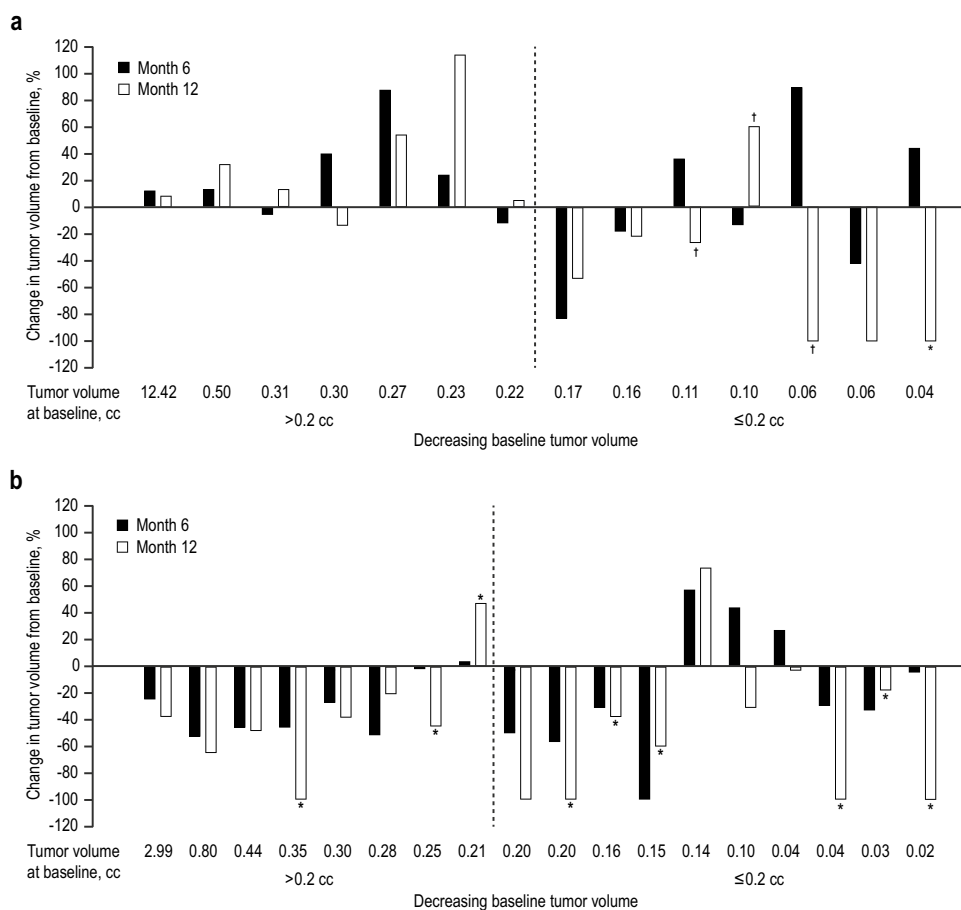 a
120
100
80
60
40
20
0
-20
-40
-60
-80
-100
-120
Change in tumor volume from baseline, %
Month 6
Month 12
†
†
†
*
Tumor volume at baseline, cc
12.42 0.50 0.31 0.30 0.27 0.23 0.22 0.17 0.16 0.11 0.10 0.06 0.06 0.04
>0.2 cc ≤0.2 cc
Decreasing baseline tumor volume
b
120
100
80
60
40
20
0
-20
-40
-60
-80
-100
-120
Change in tumor volume from baseline, %
Month 6
Month 12
*
*
*
*
*
*
*
*
*
Tumor volume at baseline, cc
2.99 0.80 0.44 0.35 0.30 0.28 0.25 0.21 0.20 0.20 0.16 0.15 0.14 0.10 0.04 0.04 0.03 0.02
>0.2 cc ≤0.2 cc
Decreasing baseline tumor volume